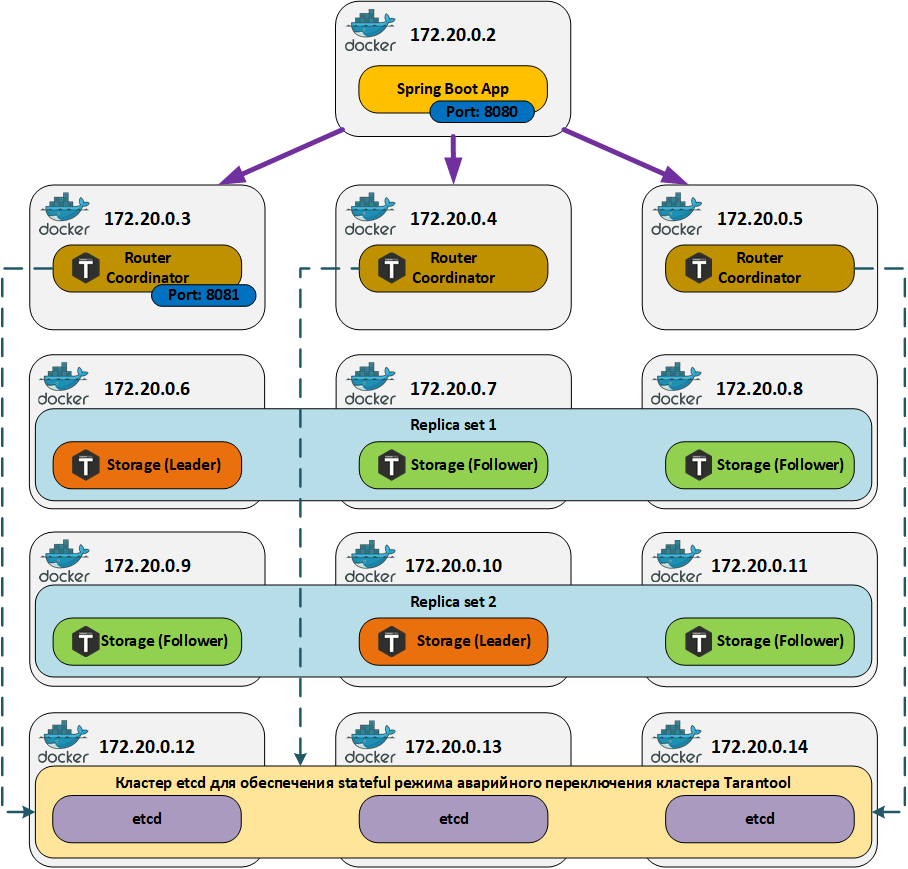 docker
172.20.0.2
Spring Boot App
Port: 8080
docker
172.20.0.3
Router
Coordinator
Port: 8081
docker
172.20.0.4
Router
Coordinator
docker
172.20.0.5
Router
Coordinator
docker
172.20.0.6
docker
172.20.0.7
docker
172.20.0.8
Replica set 1
Storage (Leader)
Storage (Follower)
Storage (Follower)
docker
172.20.0.9
docker
172.20.0.10
docker
172.20.0.11
Replica set 2
Storage (Follower)
Storage (Leader)
Storage (Follower)
docker
172.20.0.12
docker
172.20.0.13
docker
172.20.0.14
Кластер etcd для обеспечения stateful режима аварийного переключения кластера Tarantool
etcd
etcd
etcd